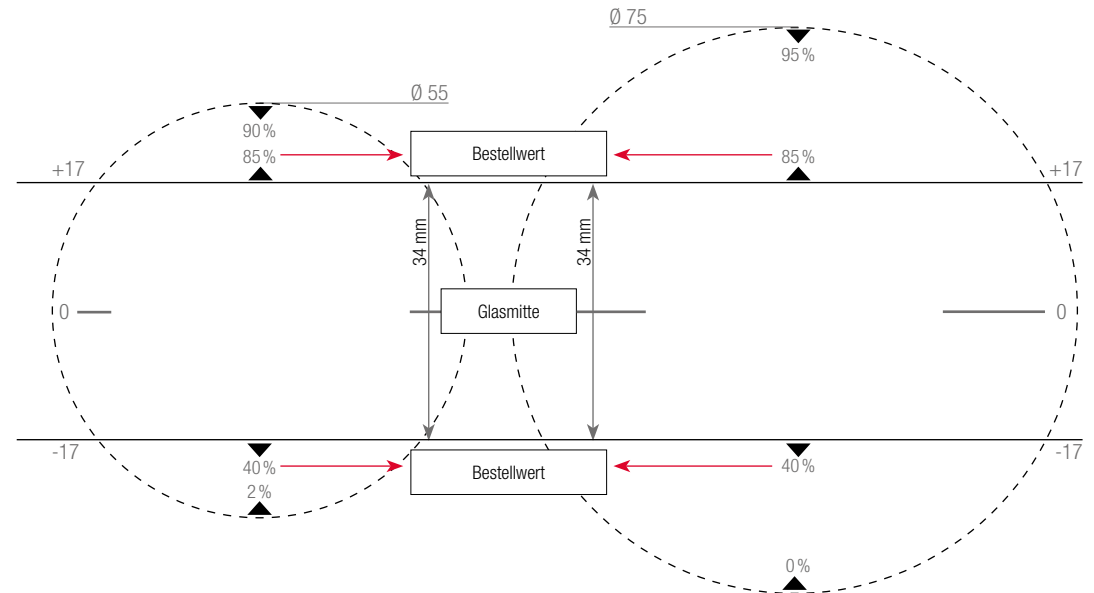 Ø 75
95 %
Ø 55
90 %
85 %
Bestellwert
85 %
+17
+17
34 mm
34 mm
0
Glasmitte
0
-17
-17
40 %
Bestellwert
40 %
2 %
0 %